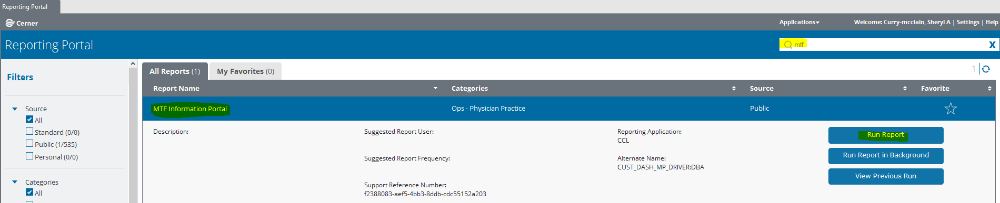 Reporting Portal
Cerner
Applications
Welcome: Curry-mcclain, Sheryl A | Settings | Help
Reporting Portal
mtf
X
Filters
All Reports (1)
My Favorites (0)
1
Report Name
Categories
Source
Favorite
MTF Information Portal
Ops - Physician Practice
Public
Source
All
Standard (0/0)
Public (1/535)
Personal (0/0)
Categories
All
Description:
Suggested Report User:
Reporting Application:
CCL
Run Report
Suggested Report Frequency:
Alternate Name:
CUST_DASH_MP_DRIVER:DBA
Run Report in Background
View Previous Run
Support Reference Number:
f2388083-aef5-4bb3-8ddb-cdc55152a203